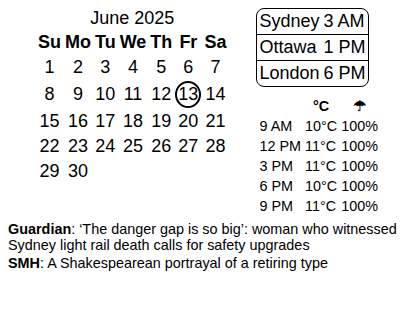 June 2025
Su Mo Tu We Th Fr Sa
1 2 3 4 5 6 7
8 9 10 11 12 13 14
15 16 17 18 19 20 21
22 23 24 25 26 27 28
29 30
Sydney 3 AM
Ottawa 1 PM
London 6 PM
°C ☂
9 AM 10°C 100%
12 PM 11°C 100%
3 PM 11°C 100%
6 PM 10°C 100%
9 PM 11°C 100%
Guardian: ‘The danger gap is so big’: woman who witnessed
Sydney light rail death calls for safety upgrades
SMH: A Shakespearean portrayal of a retiring type